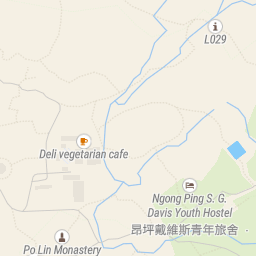 L029
Deli vegetarian cafe
Ngong Ping S. G.
Davis Youth Hostel
昂坪戴維斯青年旅舍
Po Lin Monastery